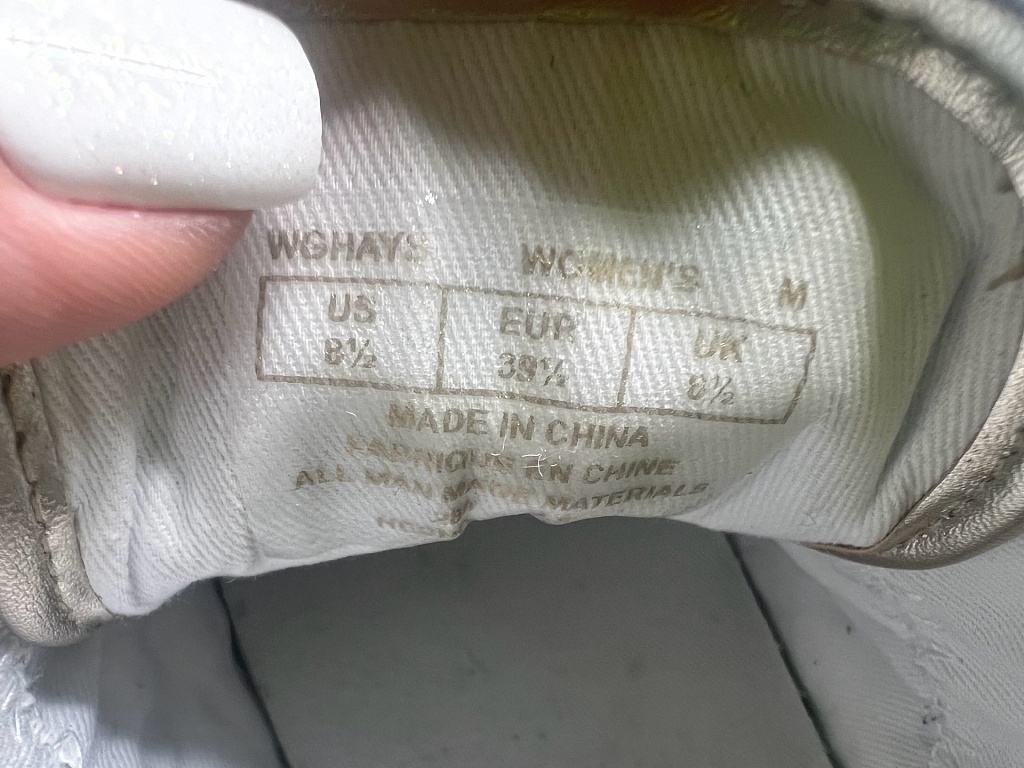 WGHAYS WOMEN'S M
US EUR UK
8½ 39½ 6½
MADE IN CHINA
FABRIQUE EN CHINE
ALL MAN MADE MATERIALS